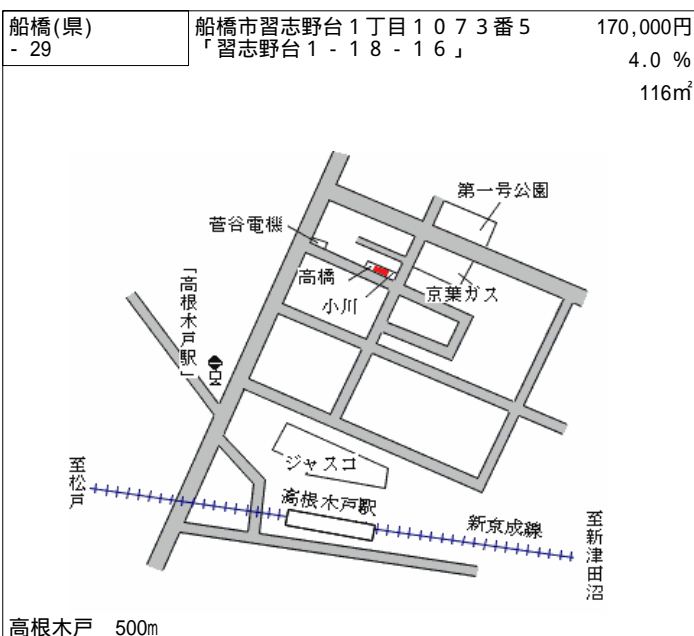 船橋(県)
- 29
船橋市習志野台１丁目１０７３番５
「習志野台１－１８－１６」
170,000円
4.0 %
116㎡
第一号公園
菅谷電機
高橋
小川
京葉ガス
「高根木戸駅」
ジャスコ
至松戸
高根木戸駅
新京成線
至新津田沼
高根木戸 500m